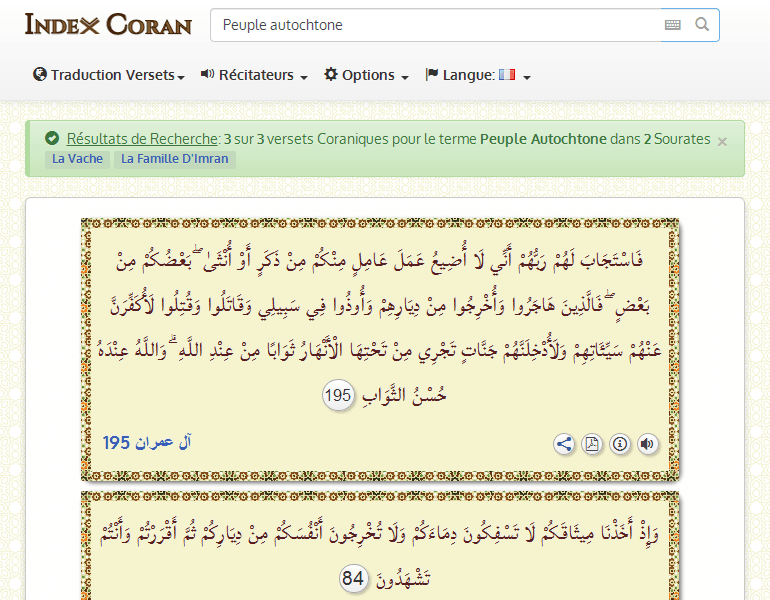 Index Coran
Peuple autochtone
Traduction Versets Récitateurs Options Langue:
Résultats de Recherche: 3 sur 3 versets Coraniques pour le terme Peuple Autochtone dans 2 Sourates ×
La Vache La Famille D'Imran
فَاسْتَجَابَ لَهُمْ رَبُّهُمْ أَنِّي لَا أُضِيعُ عَمَلَ عَامِلٍ مِنْكُمْ مِنْ ذَكَرٍ أَوْ أُنْثَىٰ ۖ بَعْضُكُمْ مِنْ
بَعْضٍ ۖ فَالَّذِينَ هَاجَرُوا وَأُخْرِجُوا مِنْ دِيَارِهِمْ وَأُوذُوا فِي سَبِيلِي وَقَاتَلُوا وَقُتِلُوا لَأُكَفِّرَنَّ
عَنْهُمْ سَيِّئَاتِهِمْ وَلَأُدْخِلَنَّهُمْ جَنَّاتٍ تَجْرِي مِنْ تَحْتِهَا الْأَنْهَارُ ثَوَابًا مِنْ عِنْدِ اللَّهِ ۗ وَاللَّهُ عِنْدَهُ
حُسْنُ الثَّوَابِ 195
آل عمران 195
وَإِذْ أَخَذْنَا مِيثَاقَكُمْ لَا تَسْفِكُونَ دِمَاءَكُمْ وَلَا تُخْرِجُونَ أَنْفُسَكُمْ مِنْ دِيَارِكُمْ ثُمَّ أَقْرَرْتُمْ وَأَنْتُمْ
تَشْهَدُونَ 84